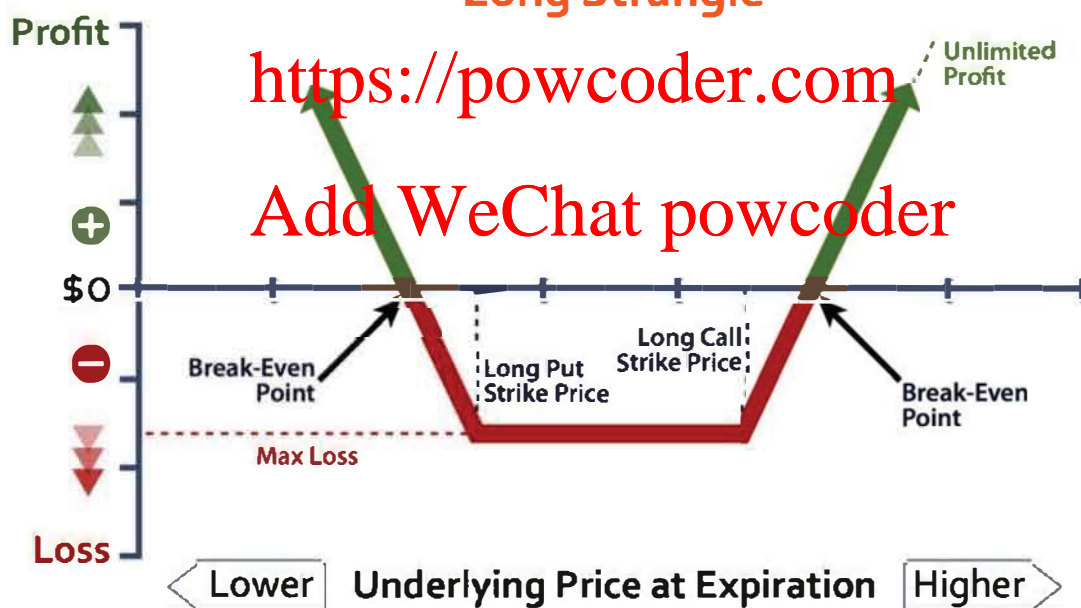 Long Strangle
Profit
https://powcoder.com
Unlimited
Profit
Add WeChat powcoder
$0
Long Call
Strike Price
Break-Even
Point
Long Put
Strike Price
Break-Even
Point
Max Loss
Loss
Lower
Underlying Price at Expiration
Higher